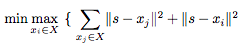 min max { ∑ ||s − x_j||² + ||s − x_i||²
x_i∈X x_j∈X